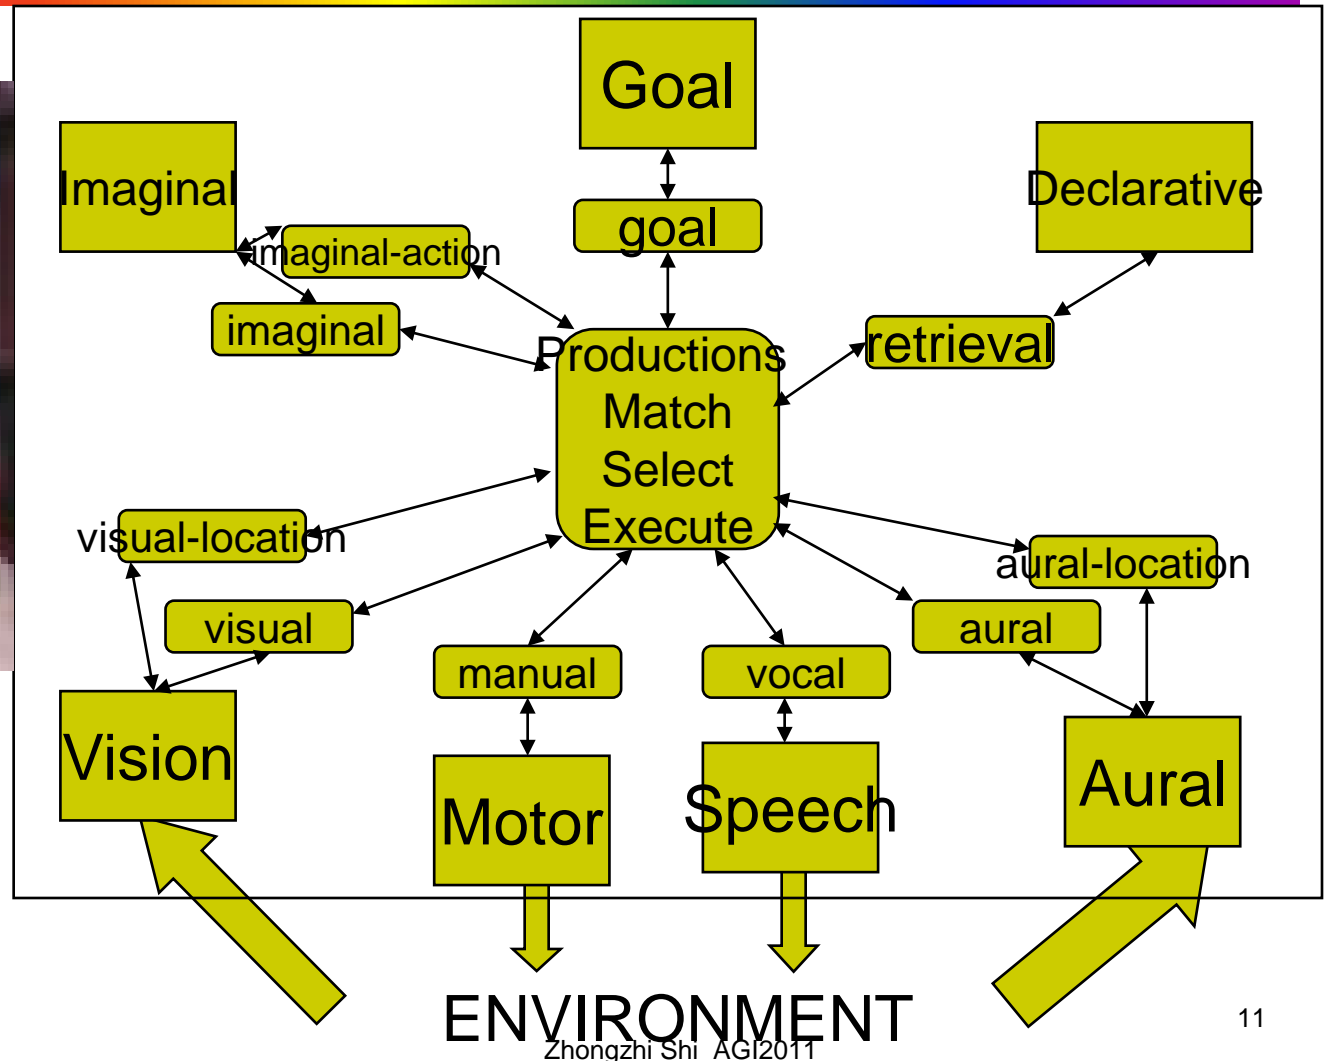 Goal
Imaginal
Declarative
goal
imaginal-action
imaginal
retrieval
Productions
Match
Select
Execute
visual-location
aural-location
visual
aural
manual
vocal
Vision
Motor
Speech
Aural
ENVIRONMENT
Zhongzhi Shi AGI2011
11